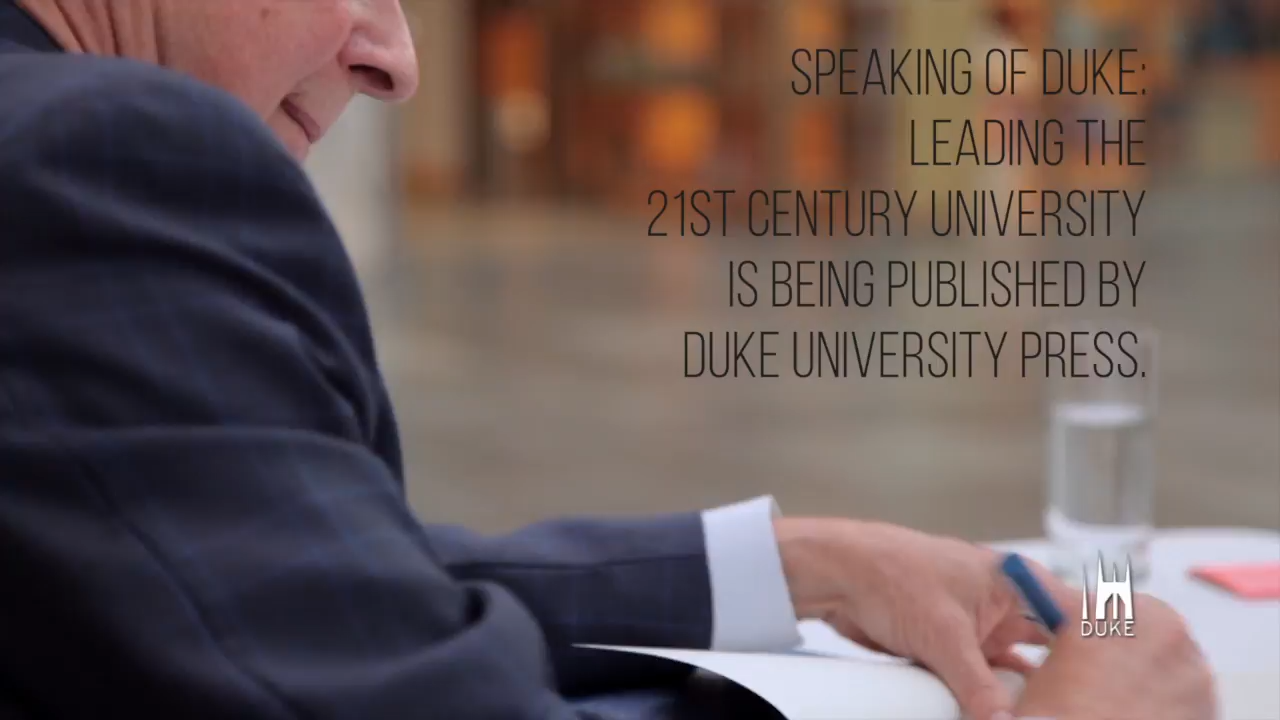 SPEAKING OF DUKE:
LEADING THE
21ST CENTURY UNIVERSITY
IS BEING PUBLISHED BY
DUKE UNIVERSITY PRESS.
DUKE